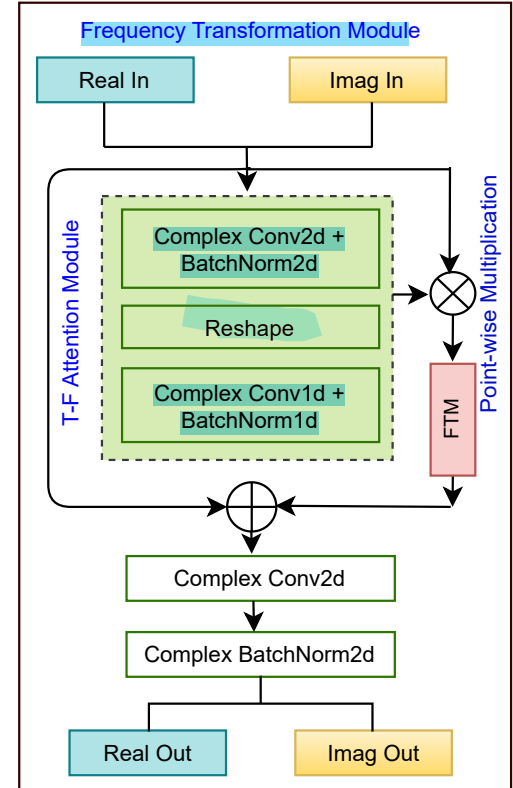 Frequency Transformation Module
Real In
Imag In
T-F Attention Module
Complex Conv2d +
BatchNorm2d
Reshape
Complex Conv1d +
BatchNorm1d
Point-wise Multiplication
FTM
Complex Conv2d
Complex BatchNorm2d
Real Out
Imag Out